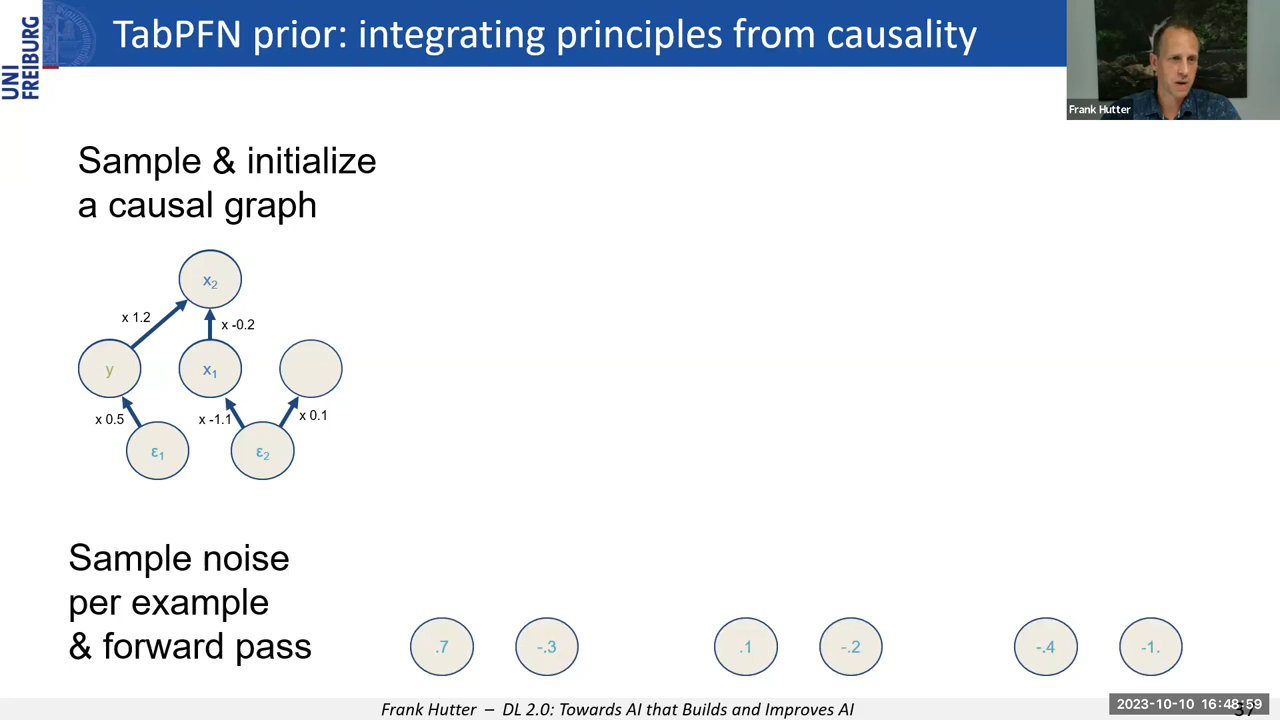 TabPFN prior: integrating principles from causality
UNI
FREIBURG
Frank Hutter
Sample & initialize
a causal graph
x₂
x 1.2
x -0.2
y
x₁
x 0.5
x -1.1
x 0.1
ε₁
ε₂
Sample noise
per example
& forward pass
.7
-.3
.1
-.2
-.4
-1.
Frank Hutter – DL 2.0: Towards AI that Builds and Improves AI
2023-10-10 16:48:59